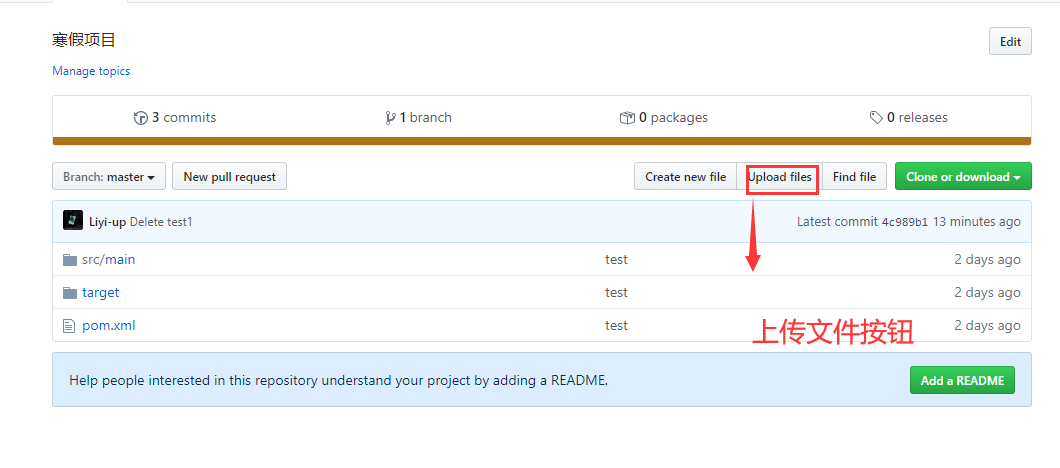 寒假项目
Edit
Manage topics
3 commits
1 branch
0 packages
0 releases
Branch: master
New pull request
Create new file
Upload files
Find file
Clone or download
Liyi-up Delete test1
Latest commit 4c989b1 13 minutes ago
src/main test 2 days ago
target test 2 days ago
pom.xml test 2 days ago
上传文件按钮
Help people interested in this repository understand your project by adding a README.
Add a README